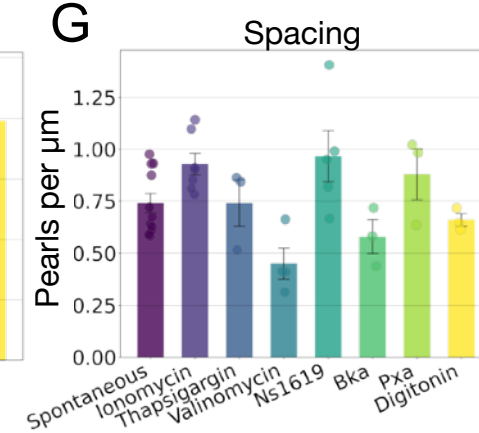 G
Spacing
Pearls per μm
1.25
1.00
0.75
0.50
0.25
0.00
Spontaneous
Ionomycin
Thapsigargin
Valinomycin
Ns1619
Bka
Pxa
Digitonin